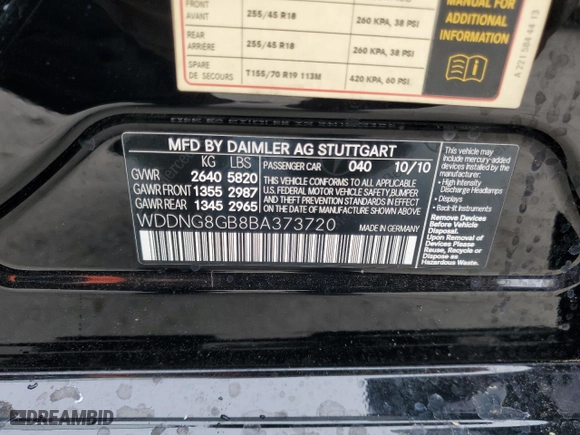 FRONT
AVANT 255/45 R18 260 KPA, 38 PSI
REAR
ARRIÈRE 255/45 R18 260 KPA, 38 PSI
SPARE
DE SECOURS T155/70 R19 113M 420 KPA, 60 PSI
MANUAL FOR
ADDITIONAL
INFORMATION
A 221 584 44 13
MFD BY DAIMLER AG STUTTGART
KG LBS PASSENGER CAR 040 10/10
GVWR 2640 5820
GAWR FRONT 1355 2987
GAWR REAR 1345 2965
THIS VEHICLE CONFORMS TO ALL APPLICABLE
U.S. FEDERAL MOTOR VEHICLE SAFETY, BUMPER
AND THEFT PREVENTION STANDARDS IN
EFFECT ON THE DATE OF MANUFACTURE
SHOWN ABOVE.
WDDNG8GB8BA373720
MADE IN GERMANY
This vehicle may include
mercury-added devices
installed by the
manufacturer:
• High Intensity
Discharge Headlamps
• Displays
• Back-lit Instruments
Remove Devices Before
Vehicle Disposal.
Upon Removal of
Devices Please
Reuse, Recycle or
Dispose as
Hazardous Waste
DREAMBID